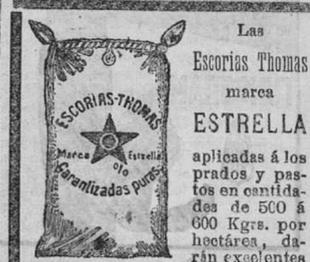 ESCORIAS-THOMAS
Marca Estrella
olo
Garantizadas puras.
Las
Escorias Thomas
marca
ESTRELLA
aplicadas á los
prados y pas-
tos en cantida-
des de 500 á
600 Kgrs. por
hectárea, da-
rán excelentes